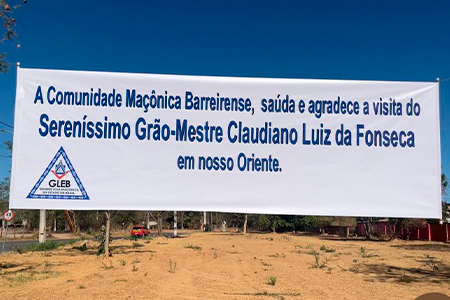 A Comunidade Maçônica Barreirense, saúda e agradece a visita do
Sereníssimo Grão-Mestre Claudiano Luiz da Fonseca
em nosso Oriente.
GLEB